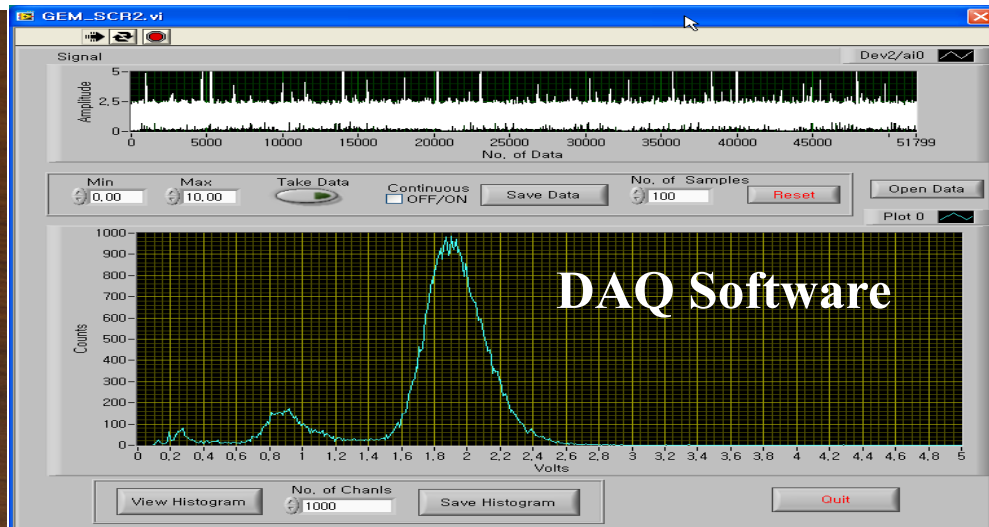 GEM_SCR2.vi
Signal
Dev2/ai0
Amplitude
5
2,5
0
0 5000 10000 15000 20000 25000 30000 35000 40000 45000 51799
No, of Data
Min Max Take Data Continuous No, of Samples
0,00 10,00 OFF/ON Save Data 100 Reset Open Data
Plot 0
DAQ Software
Counts
1000
900
800
700
600
500
400
300
200
100
0
0 0,2 0,4 0,6 0,8 1 1,2 1,4 1,6 1,8 2 2,2 2,4 2,6 2,8 3 3,2 3,4 3,6 3,8 4 4,2 4,4 4,6 4,8 5
Volts
View Histogram No, of Chanls Save Histogram Quit
1000